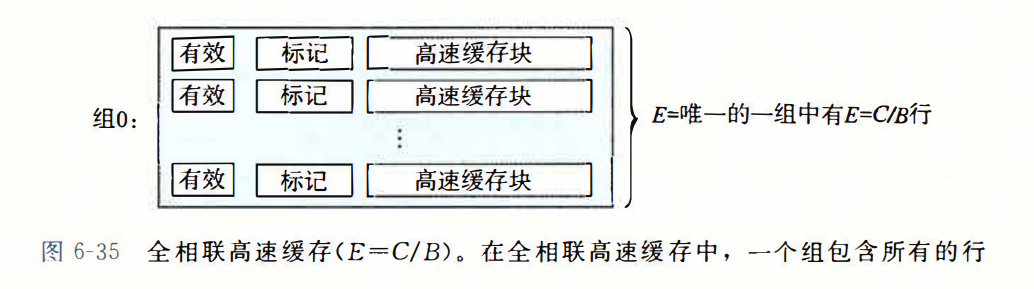 有效 标记 高速缓存块
有效 标记 高速缓存块
组0: E=唯一的一组中有E=C/B行
⋮
有效 标记 高速缓存块
图 6-35 全相联高速缓存(E=C/B)。在全相联高速缓存中，一个组包含所有的行